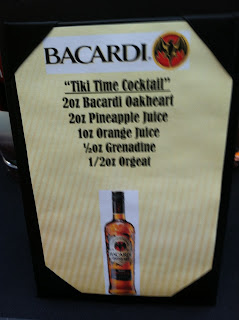 BACARDI
"Tiki Time Cocktail"
2oz Bacardi Oakheart
2oz Pineapple Juice
1oz Orange Juice
½oz Grenadine
1/2oz Orgeat
BACARDI